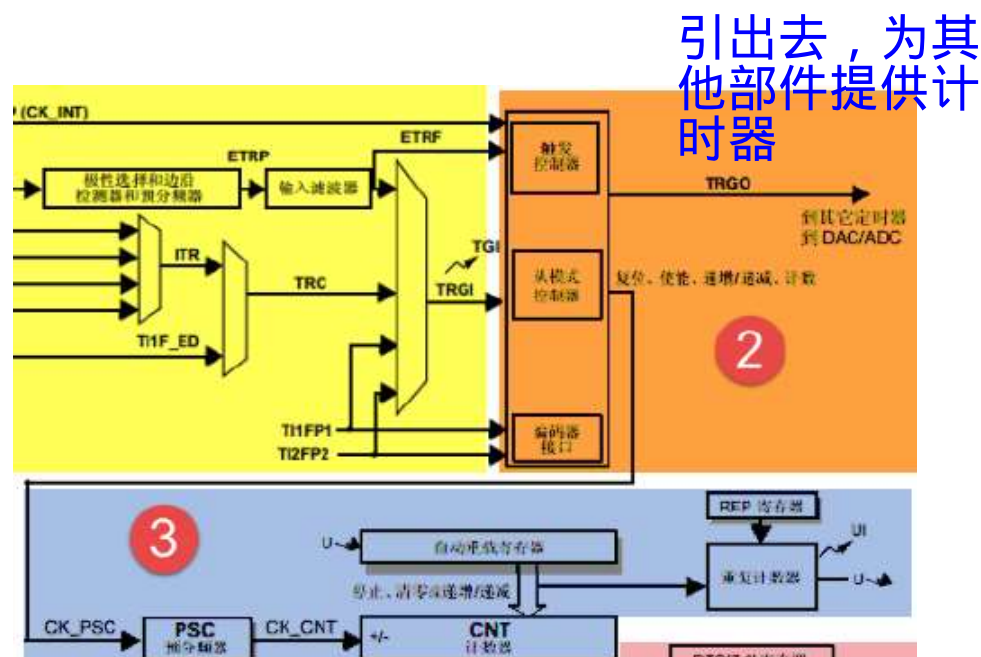 引出去，为其
他部件提供计
时器
(CK_INT)
ETRF
触发
控制器
ETRP
极性选择和边沿
检测器和预分频器
输入滤波器
TRGO
到其它定时器
到 DAC/ADC
TGI
ITR
TRC
TRGI
从模式
控制器
复位、使能、递增/递减、计数
TI1F_ED
2
TI1FP1
TI2FP2
编码器
接口
3
REP 寄存器
U
自动重载寄存器
UI
重复计数器
U
停止、清零或递增/递减
CK_PSC
PSC
预分频器
CK_CNT
+/-
CNT
计数器